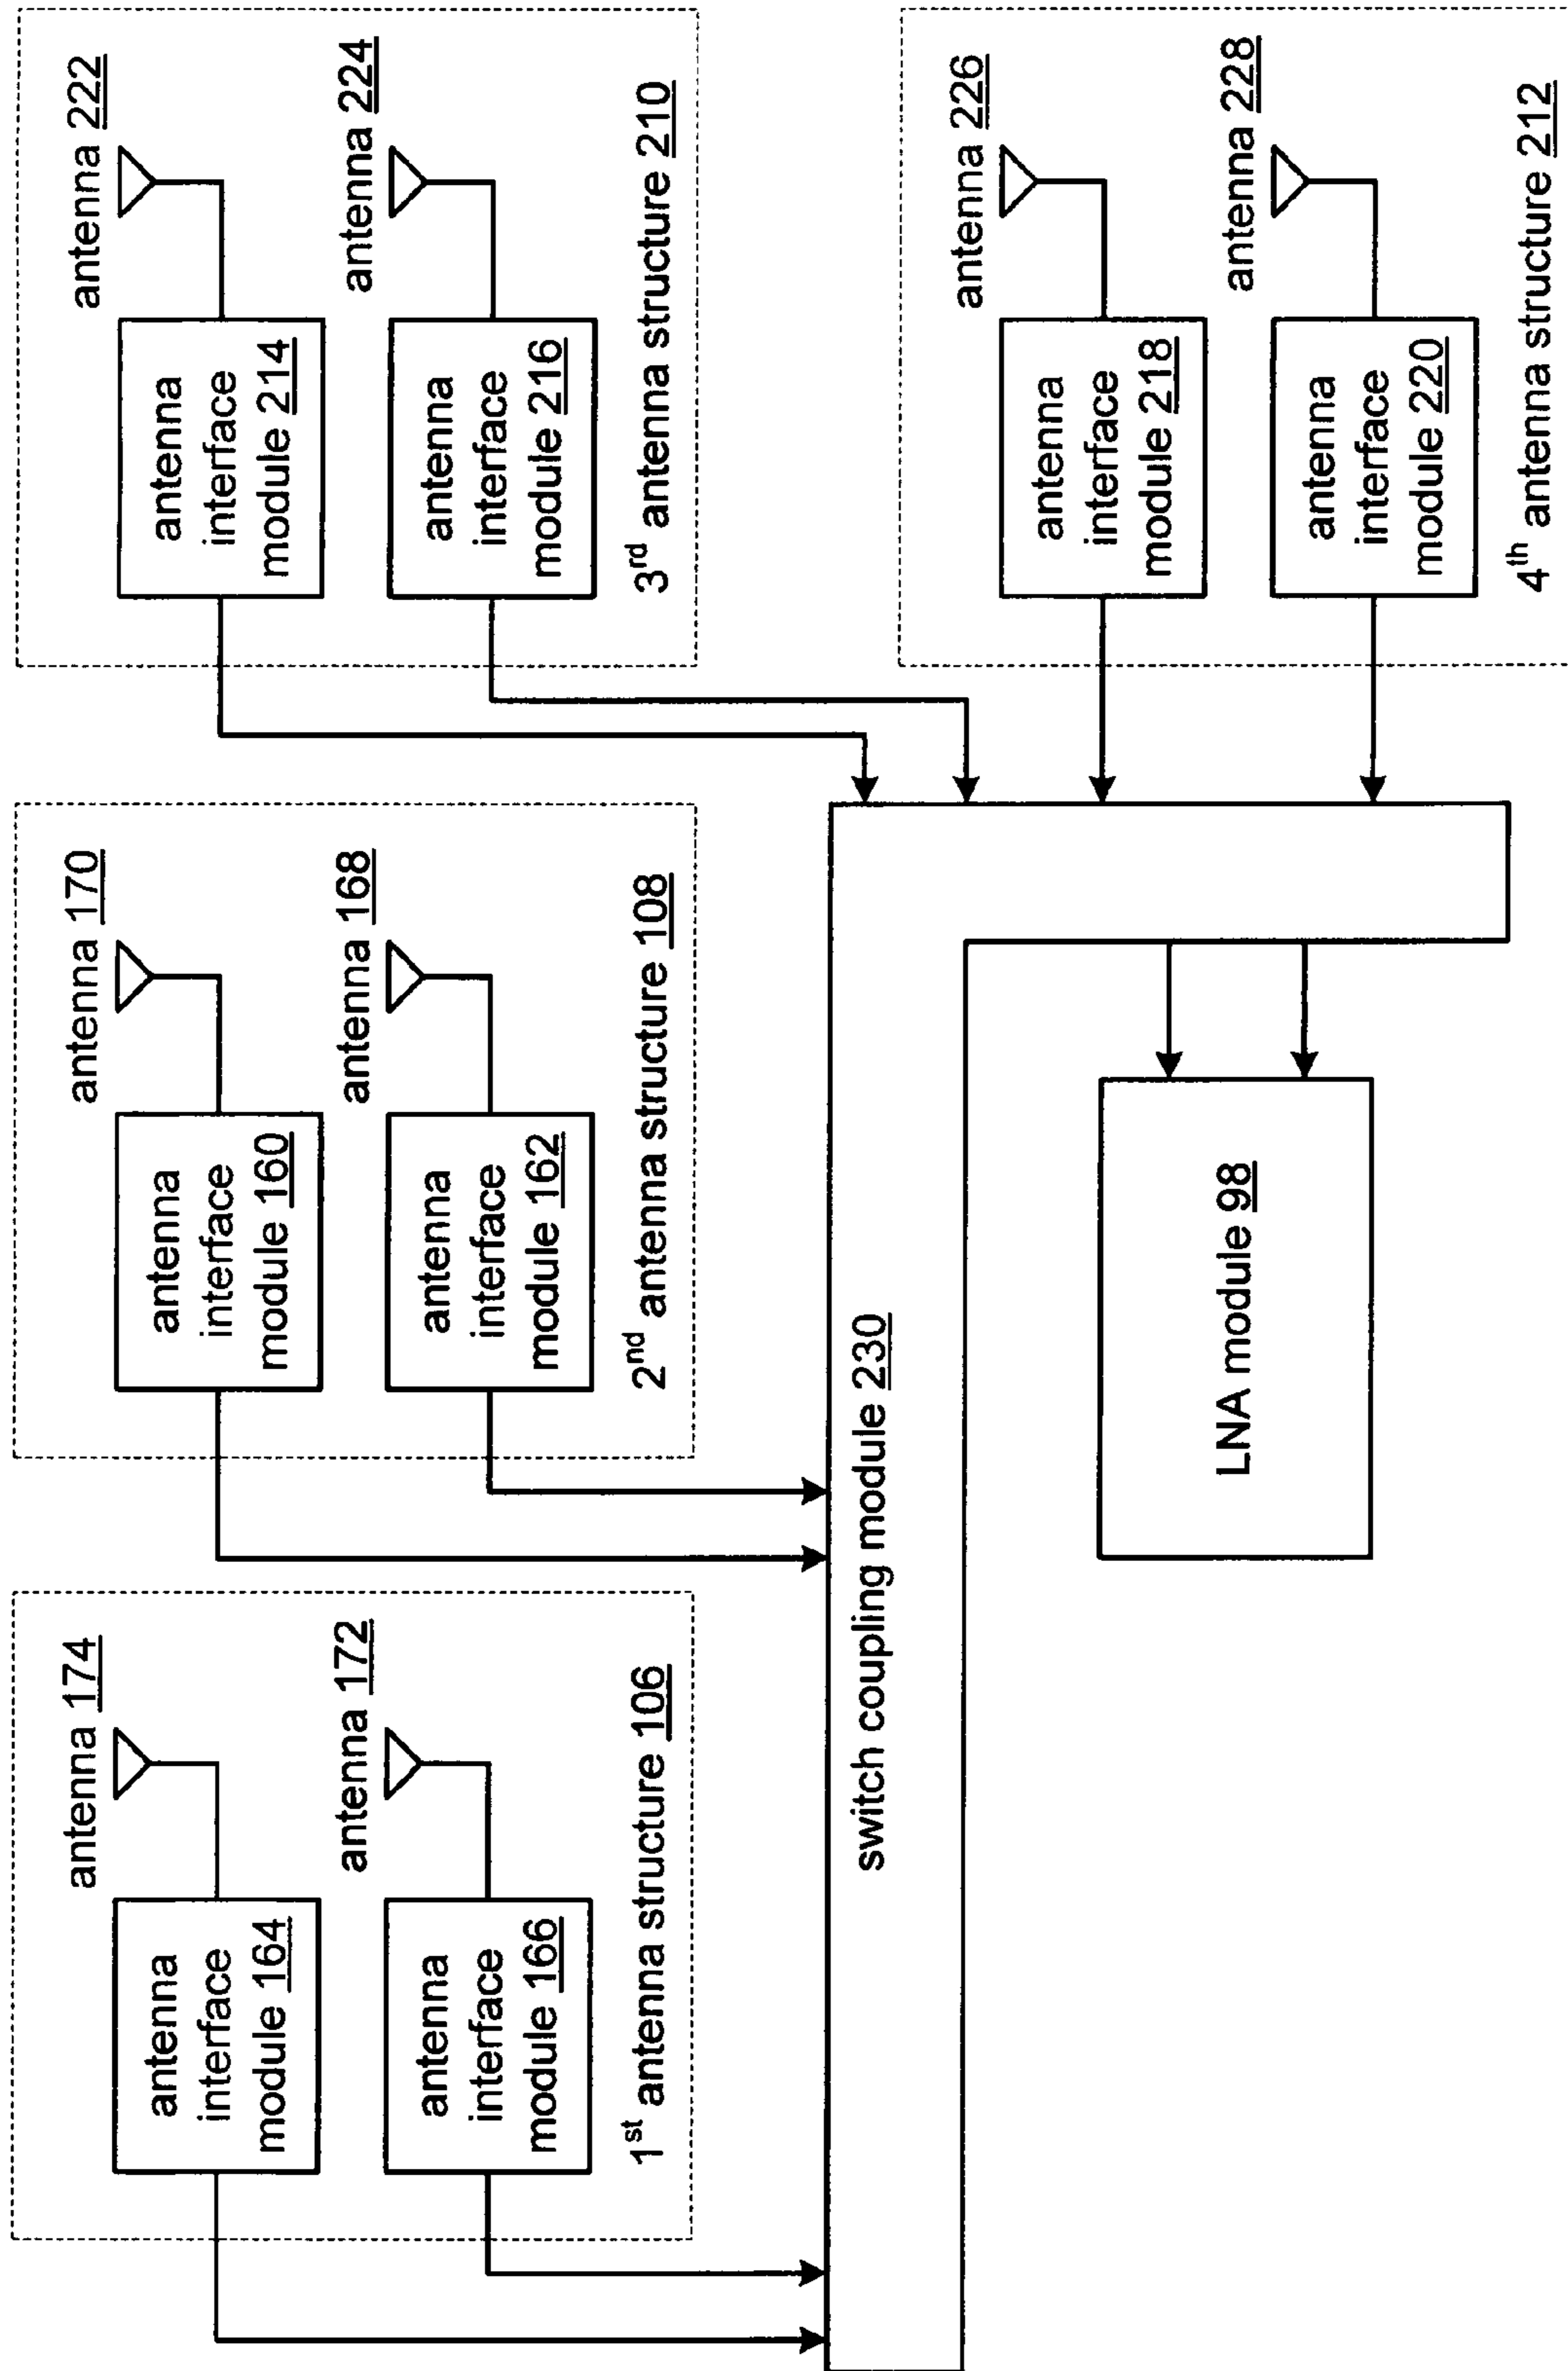 antenna 174
antenna
interface
module 164
antenna 172
antenna
interface
module 166
1st antenna structure 106
antenna 170
antenna
interface
module 160
antenna 168
antenna
interface
module 162
2nd antenna structure 108
antenna 222
antenna
interface
module 214
antenna 224
antenna
interface
module 216
3rd antenna structure 210
switch coupling module 230
LNA module 98
antenna 226
antenna
interface
module 218
antenna 228
antenna
interface
module 220
4th antenna structure 212